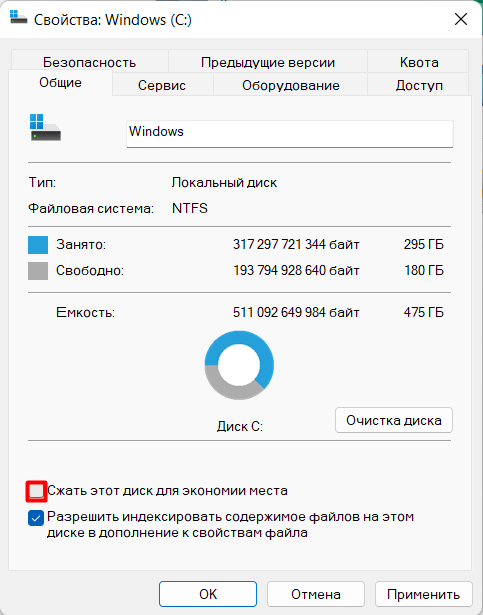 Свойства: Windows (C:)
Безопасность Предыдущие версии Квота
Общие Сервис Оборудование Доступ
Windows
Тип: Локальный диск
Файловая система: NTFS
Занято: 317 297 721 344 байт 295 ГБ
Свободно: 193 794 928 640 байт 180 ГБ
Емкость: 511 092 649 984 байт 475 ГБ
Диск C:
Очистка диска
Сжать этот диск для экономии места
Разрешить индексировать содержимое файлов на этом
диске в дополнение к свойствам файла
OK Отмена Применить